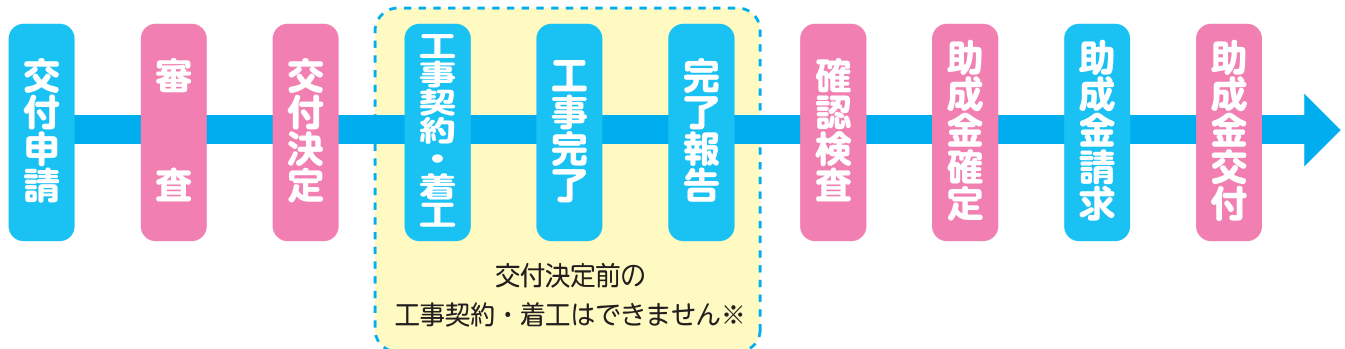 交付申請
審査
交付決定
工事契約・着工
工事完了
完了報告
確認検査
助成金確定
助成金請求
助成金交付
交付決定前の
工事契約・着工はできません※